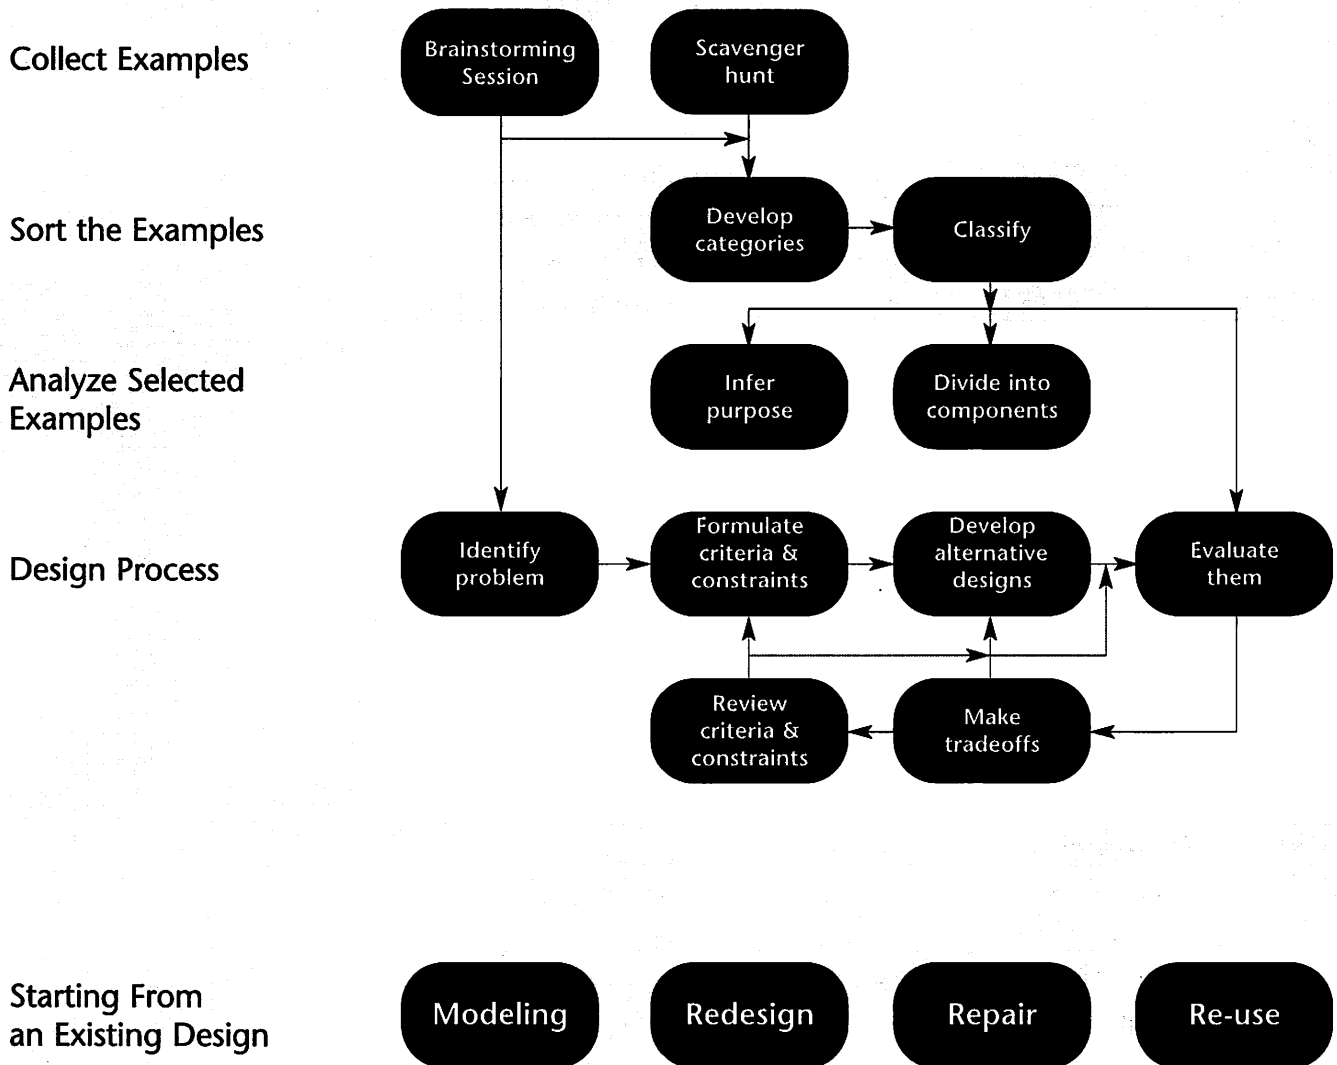 Collect Examples
Brainstorming
Session
Scavenger
hunt
Sort the Examples
Develop
categories
Classify
Analyze Selected
Examples
Infer
purpose
Divide into
components
Design Process
Identify
problem
Formulate
criteria &
constraints
Develop
alternative
designs
Evaluate
them
Review
criteria &
constraints
Make
tradeoffs
Starting From
an Existing Design
Modeling
Redesign
Repair
Re-use